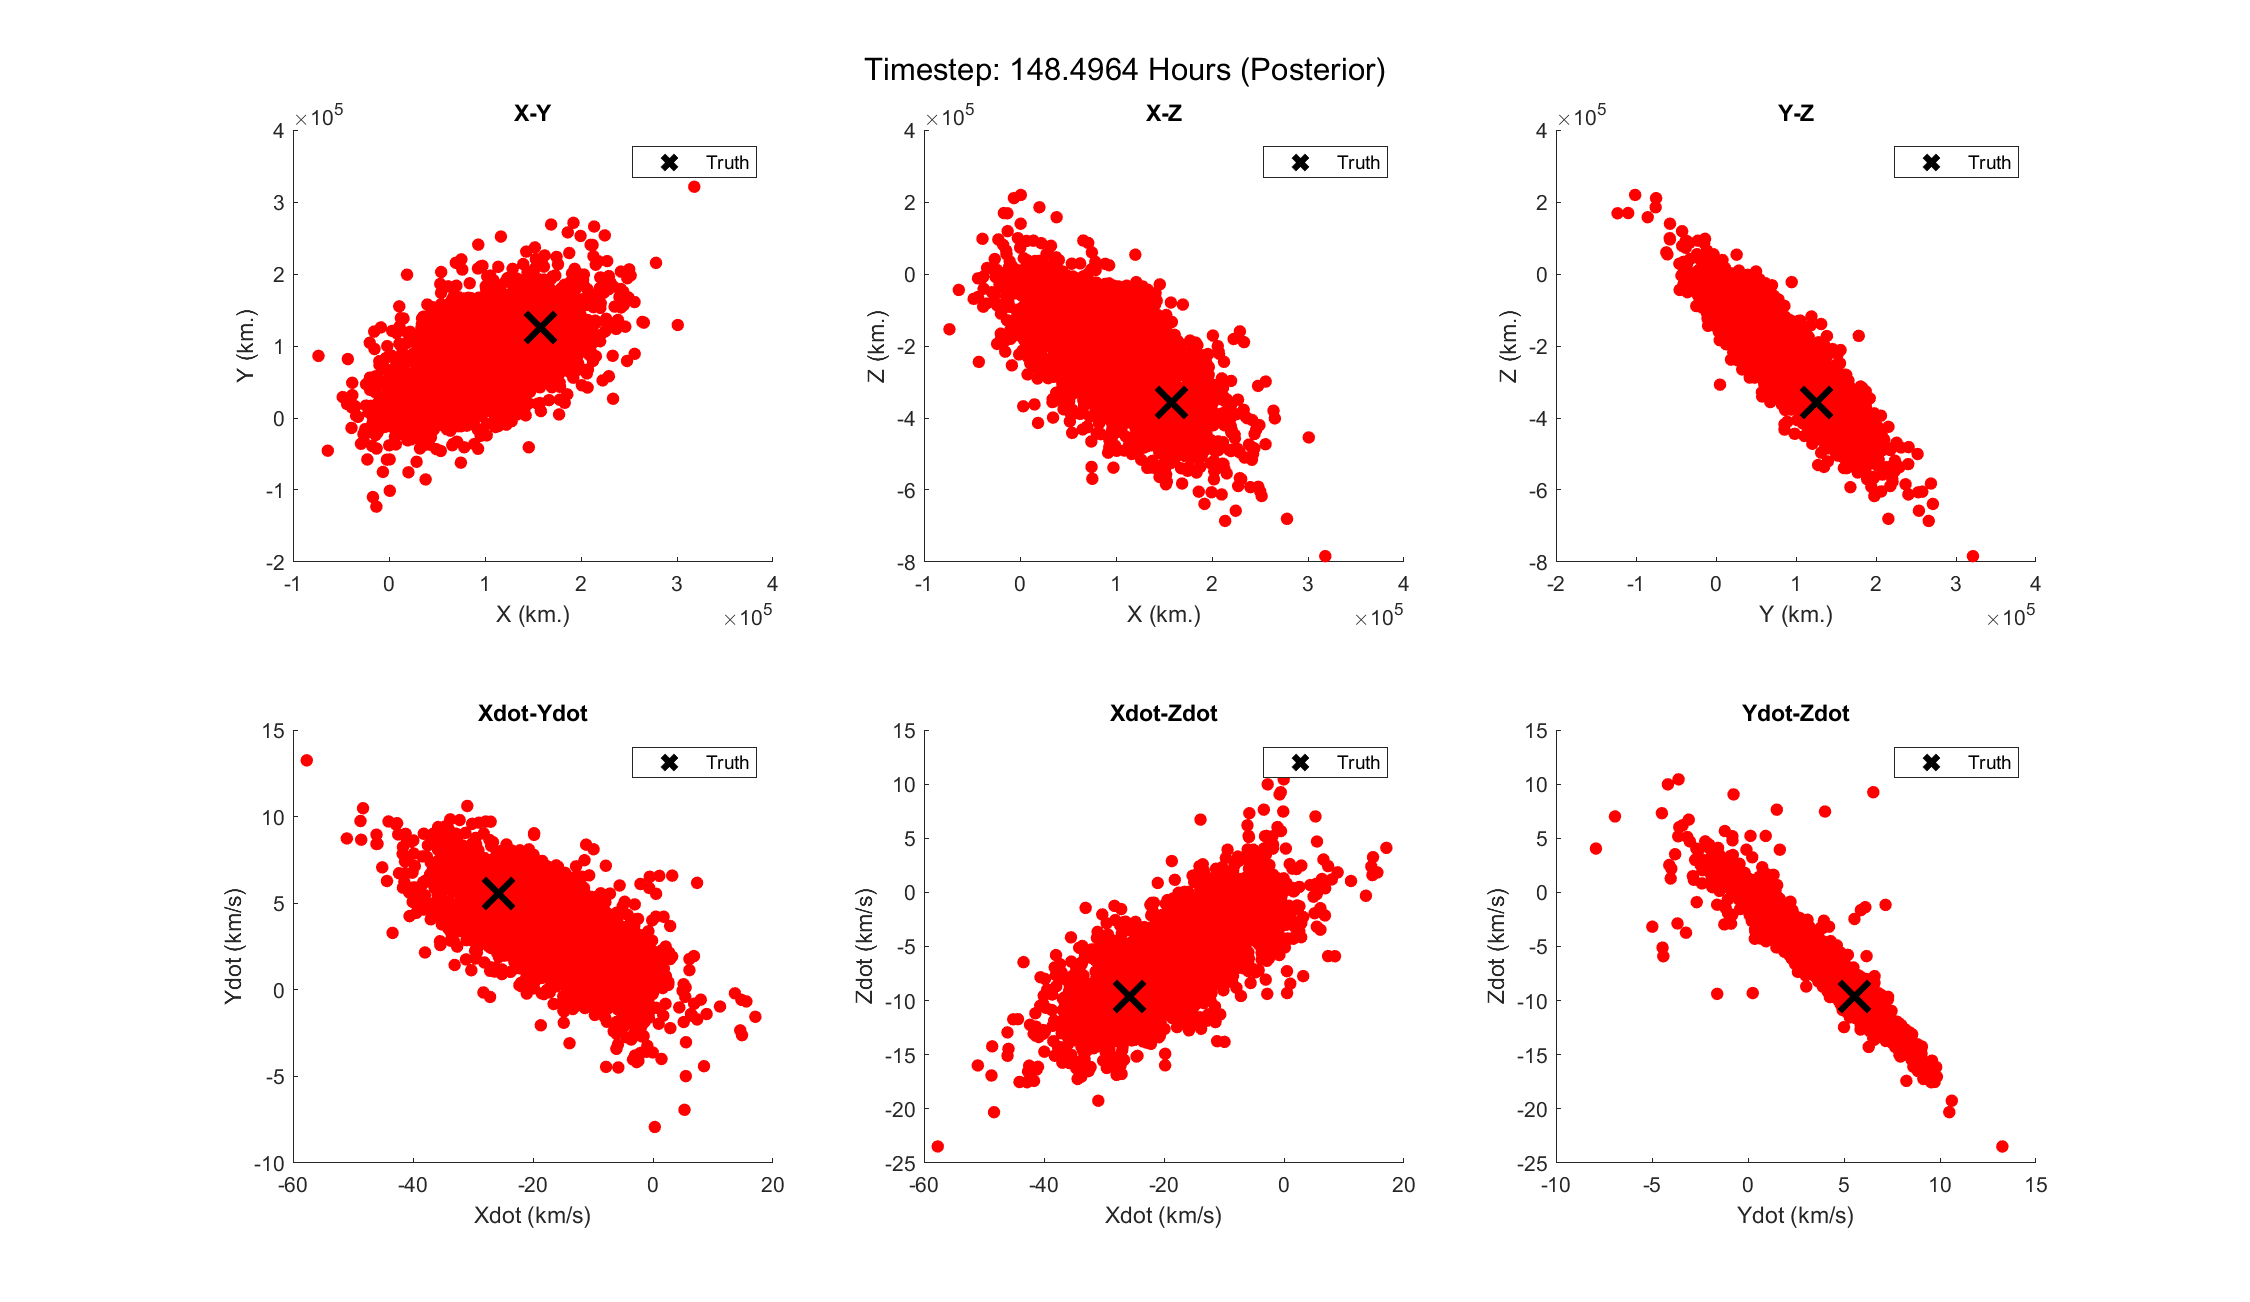 Timestep: 148.4964 Hours (Posterior)
X-Y
×10^5
Truth
4
3
2
1
0
-1
-2
Y (km.)
-1 0 1 2 3 4
X (km.)
×10^5
X-Z
×10^5
Truth
4
2
0
-2
-4
-6
-8
Z (km.)
-1 0 1 2 3 4
X (km.)
×10^5
Y-Z
×10^5
Truth
4
2
0
-2
-4
-6
-8
Z (km.)
-2 -1 0 1 2 3 4
Y (km.)
×10^5
Xdot-Ydot
Truth
15
10
5
0
-5
-10
Ydot (km/s)
-60 -40 -20 0 20
Xdot (km/s)
Xdot-Zdot
Truth
15
10
5
0
-5
-10
-15
-20
-25
Zdot (km/s)
-60 -40 -20 0 20
Xdot (km/s)
Ydot-Zdot
Truth
15
10
5
0
-5
-10
-15
-20
-25
Zdot (km/s)
-10 -5 0 5 10 15
Ydot (km/s)